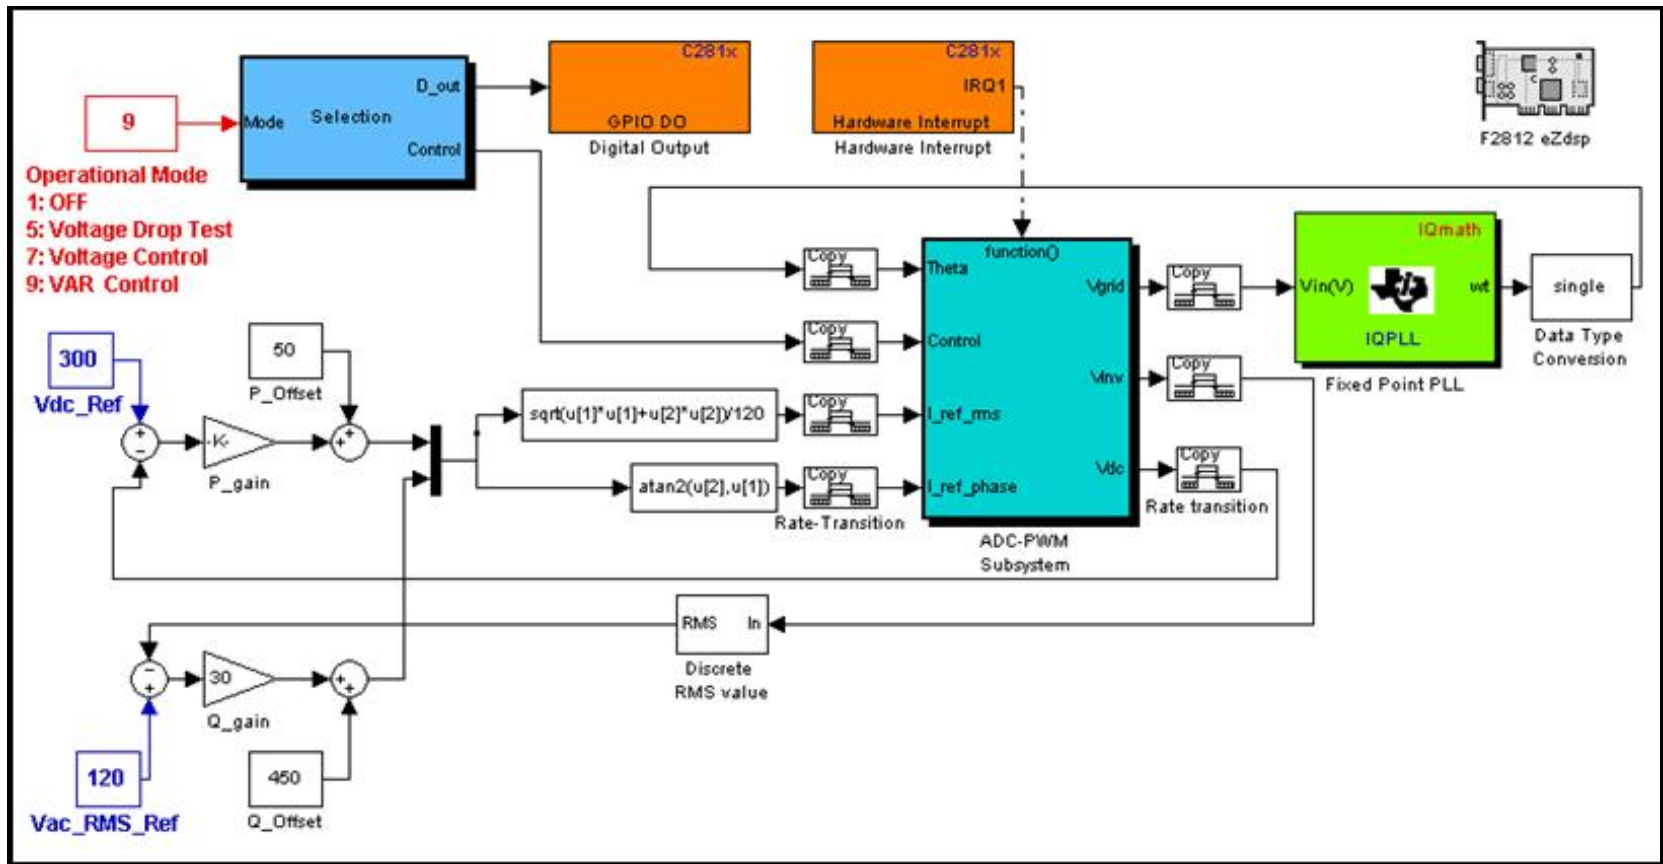 C281x
C281x
D_out
IRQ1
9
Mode
Selection
GPIO DO
Hardware Interrupt
Control
Digital Output
Hardware Interrupt
F2812 eZdsp
Operational Mode
1: OFF
5: Voltage Drop Test
7: Voltage Control
9: VAR Control
function()
IQmath
Copy
Theta
Vgrid
Copy
Vin(V)
wt
single
IQPLL
Data Type
Conversion
Fixed Point PLL
300
Vdc_Ref
50
P_Offset
Copy
Control
Vinv
Copy
-K-
P_gain
sqrt(u[1]*u[1]+u[2]*u[2])/120
Copy
I_ref_rms
Vdc
Copy
Rate transition
atan2(u[2],u[1])
Copy
I_ref_phase
Rate-Transition
ADC-PWM
Subsystem
RMS
In
Discrete
RMS value
30
Q_gain
120
Vac_RMS_Ref
450
Q_Offset